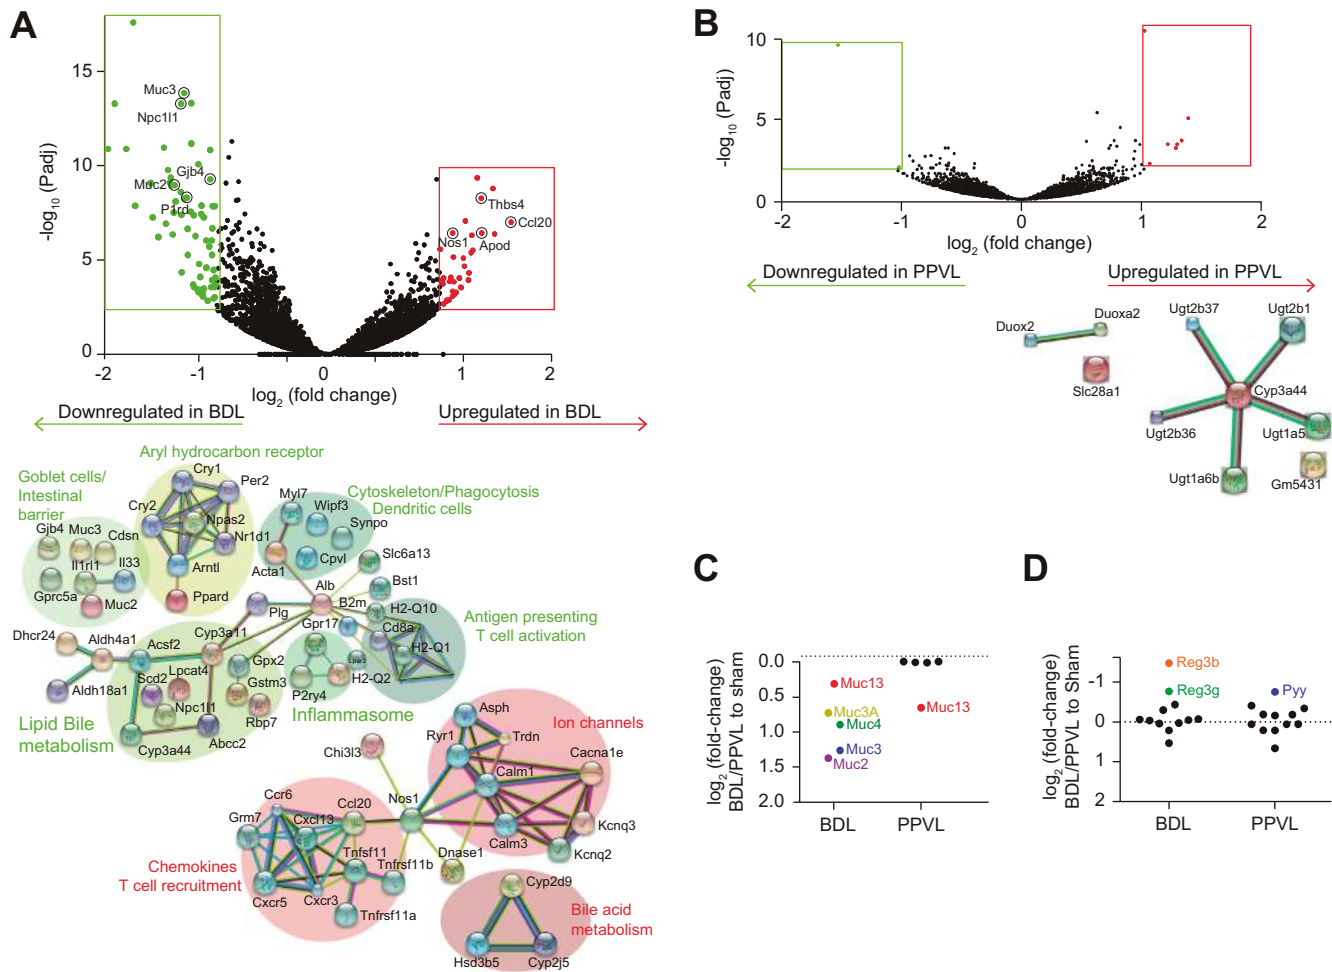 A
15
10
5
0
-log10 (Padj)
Muc3
Npc1l1
Gjb4
Muc2
P1rd
Thbs4
Ccl20
Nos1
Apod
-2
-1
0
1
2
log2 (fold change)
Downregulated in BDL
Upregulated in BDL
B
10
5
0
-log10 (Padj)
-2
-1
0
1
2
log2 (fold change)
Downregulated in PPVL
Upregulated in PPVL
Duox2
Duoxa2
Slc28a1
Ugt2b37
Ugt2b1
Cyp3a44
Ugt2b36
Ugt1a5
Ugt1a6b
Gm5431
Aryl hydrocarbon receptor
Goblet cells/
Intestinal
barrier
Cry1
Per2
Cry2
Npas2
Nr1d1
Arntl
Ppard
Gjb4
Muc3
Cdsn
Il1rl1
Il33
Gprc5a
Muc2
Cytoskeleton/Phagocytosis
Dendritic cells
Myl7
Wipf3
Synpo
Cpvl
Acta1
Slc6a13
Alb
Bst1
B2m
Plg
H2-Q10
Gpr17
Cd8a
H2-Q1
Lpar3
H2-Q2
P2ry4
Antigen presenting
T cell activation
Inflammasome
Dhcr24
Aldh4a1
Aldh18a1
Acsf2
Cyp3a11
Scd2
Lpcat4
Npc1l1
Gpx2
Gstm3
Rbp7
Abcc2
Cyp3a44
Lipid Bile
metabolism
Ion channels
Asph
Ryr1
Trdn
Cacna1e
Calm1
Calm3
Kcnq3
Kcnq2
Chi3l3
Nos1
Dnase1
Ccr6
Ccl20
Grm7
Cxcl13
Tnfsf11
Tnfrsf11b
Cxcr5
Cxcr3
Tnfrsf11a
Chemokines
T cell recruitment
Cyp2d9
Hsd3b5
Cyp2j5
Bile acid
metabolism
C
log2 (fold-change)
BDL/PPVL to sham
0.0
0.5
1.0
1.5
2.0
Muc13
Muc3A
Muc4
Muc3
Muc2
Muc13
BDL
PPVL
D
log2 (fold-change)
BDL/PPVL to Sham
-1
0
1
2
Reg3b
Reg3g
Pyy
BDL
PPVL